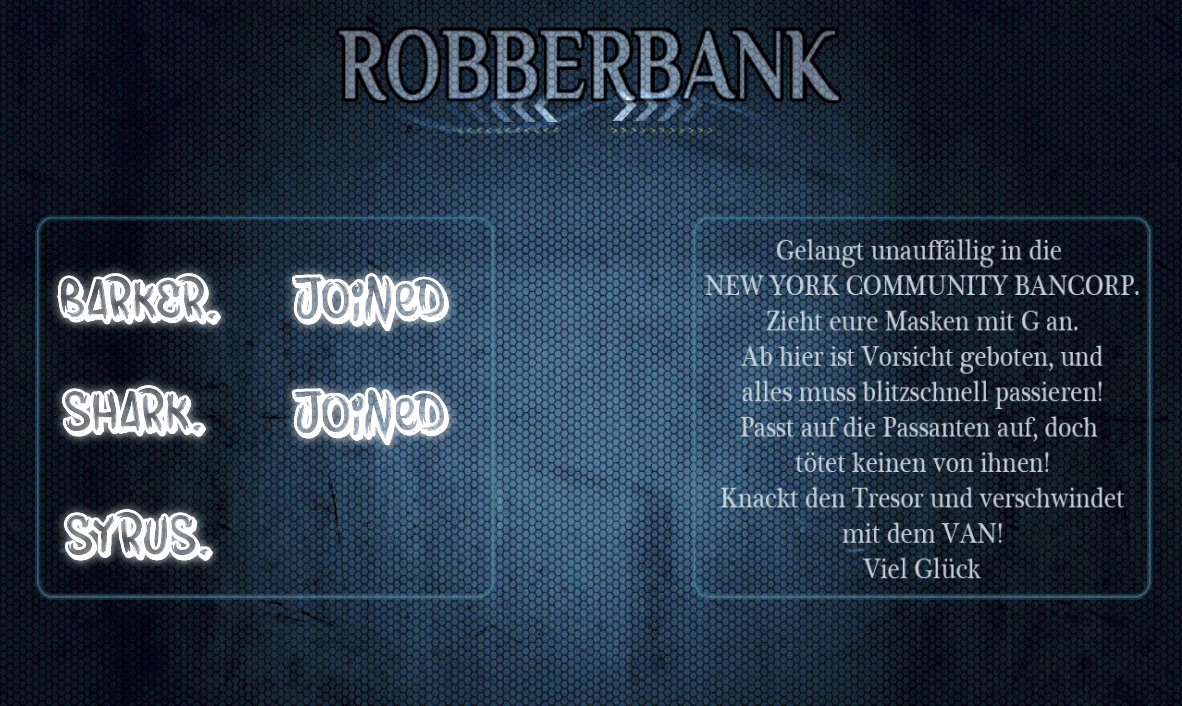 ROBBERBANK
BARKER. JOINED
SHARK. JOINED
SYRUS.
Gelangt unauffällig in die
NEW YORK COMMUNITY BANCORP.
Zieht eure Masken mit G an.
Ab hier ist Vorsicht geboten, und
alles muss blitzschnell passieren!
Passt auf die Passanten auf, doch
tötet keinen von ihnen!
Knackt den Tresor und verschwindet
mit dem VAN!
Viel Glück